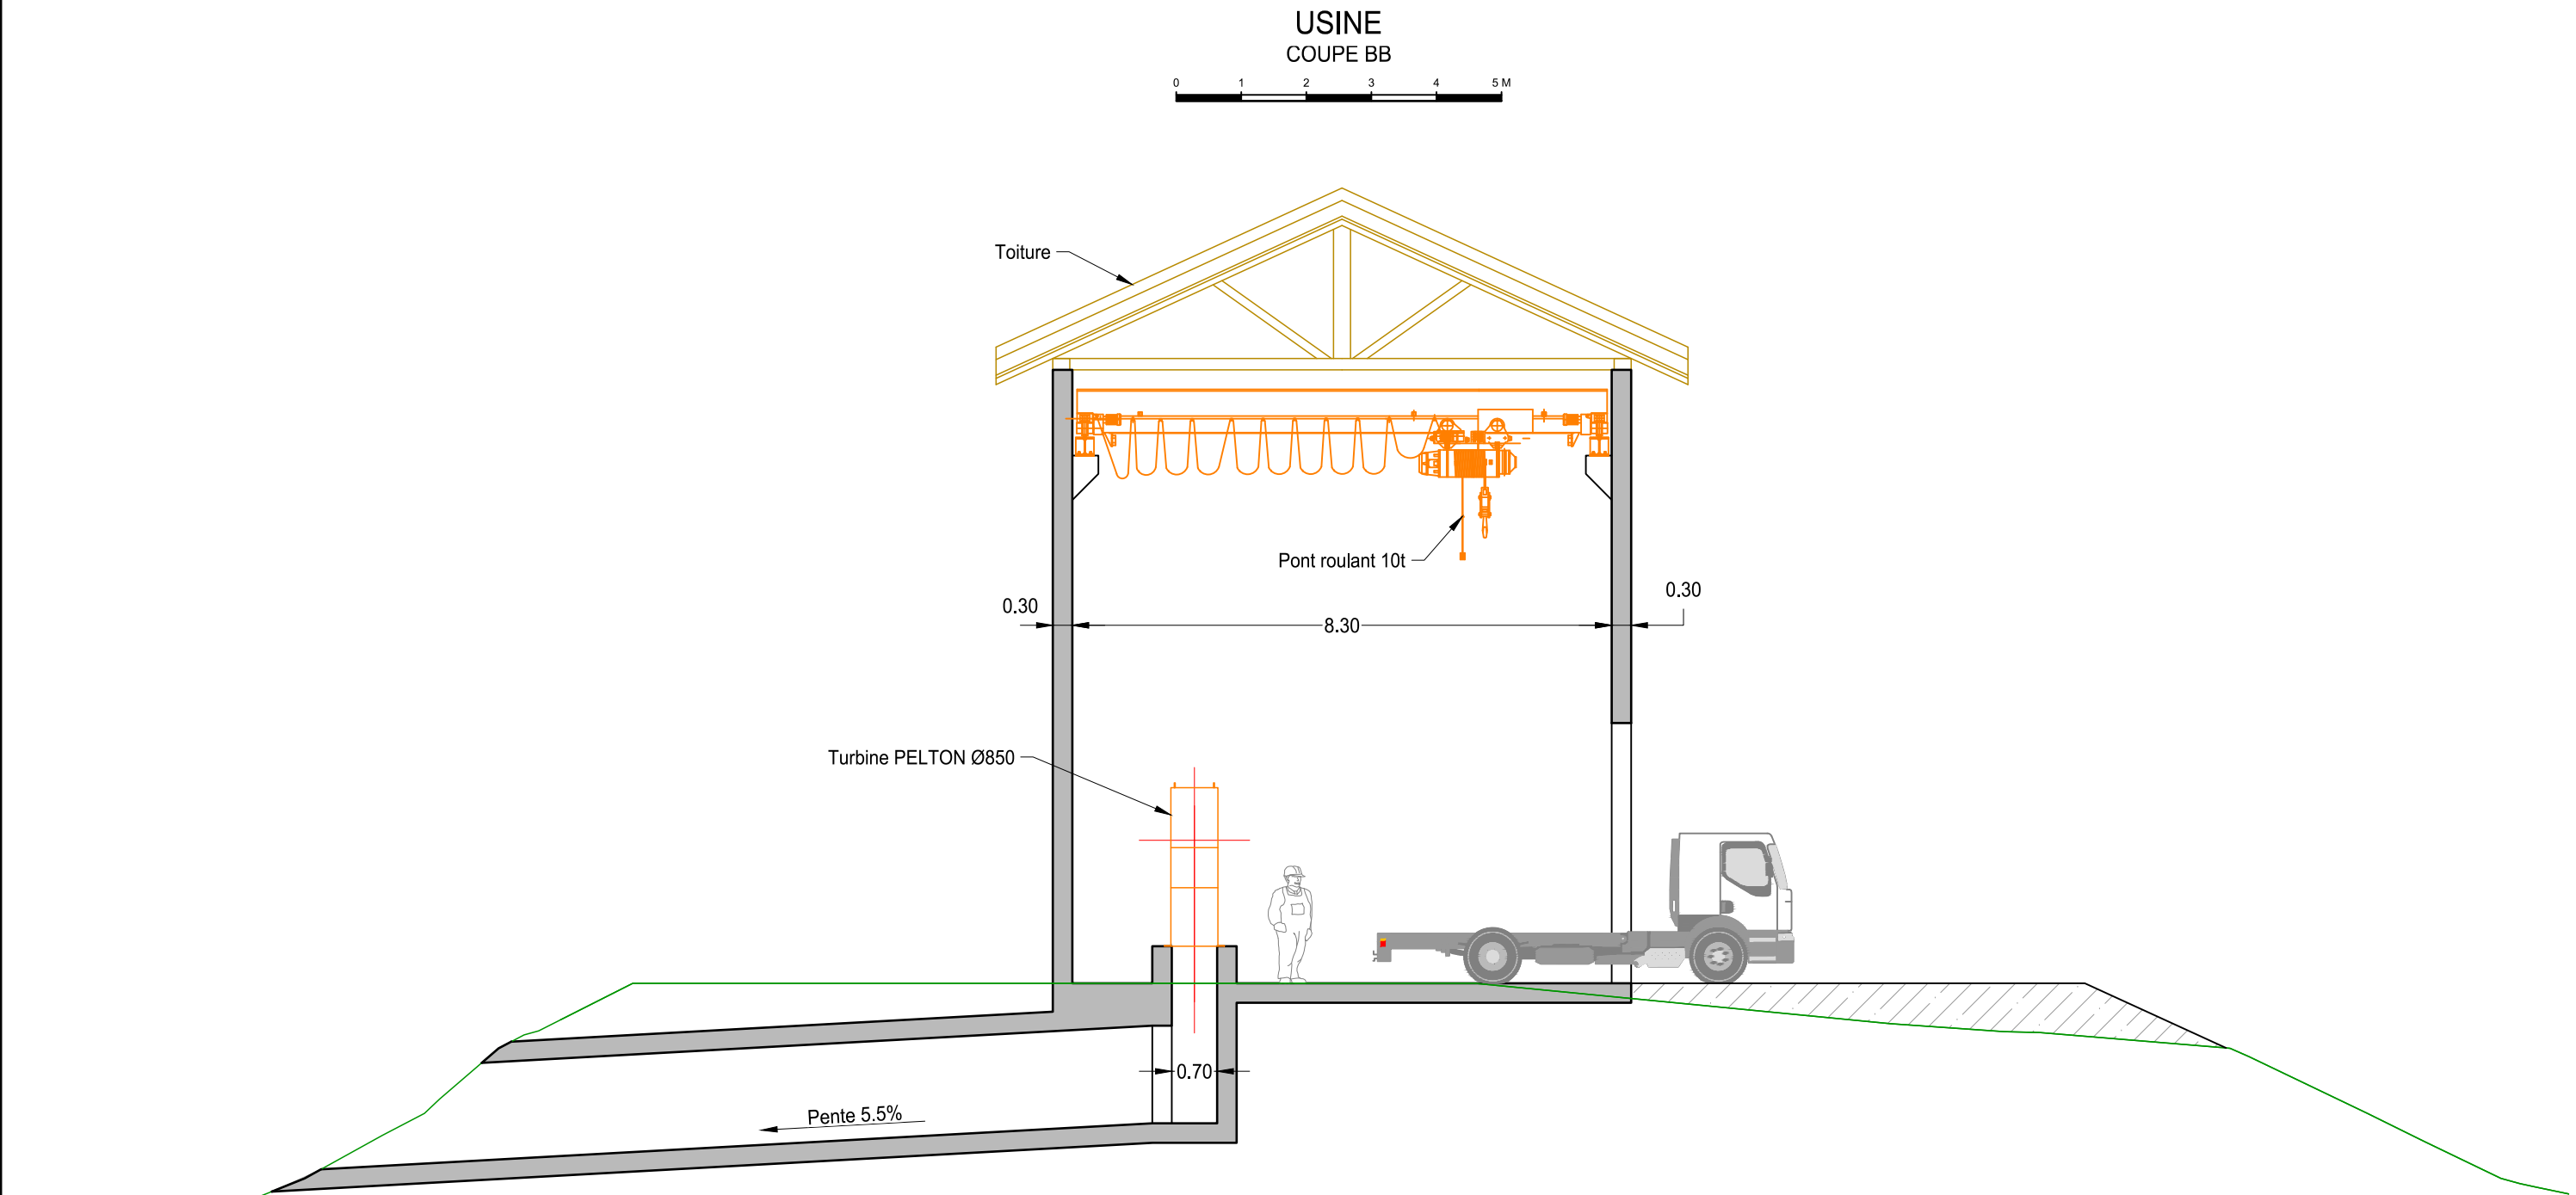 USINE
COUPE BB
0 1 2 3 4 5 M
Toiture
Pont roulant 10t
0.30
0.30
8.30
Turbine PELTON Ø850
0.70
Pente 5.5%